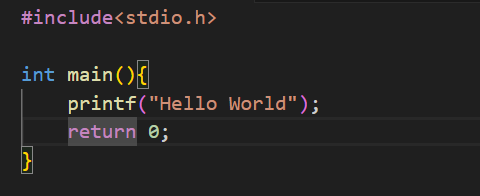 #include<stdio.h>
int main(){
    printf("Hello World");
    return 0;
}